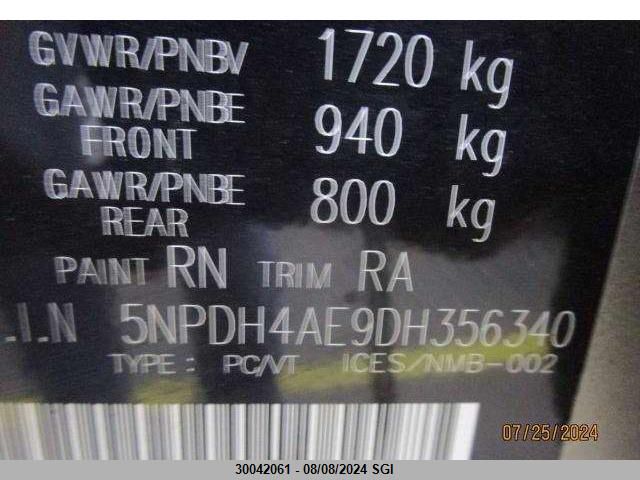 GVWR/PNBV 1720 kg
GAWR/PNBE 940 kg
FRONT
GAWR/PNBE 800 kg
REAR
PAINT RN TRIM RA
.I.N 5NPDH4AE9DH356340
TYPE: PC/VT ICES/NMB-002
07/25/2024
30042061 - 08/08/2024 SGI